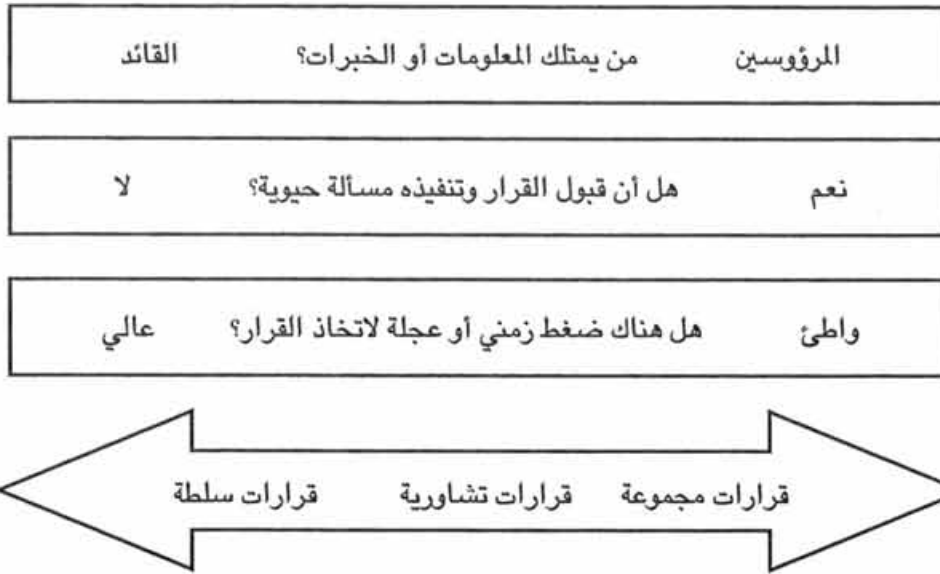 المرؤوسين من يمتلك المعلومات أو الخبرات؟ القائد
نعم هل أن قبول القرار وتنفيذه مسألة حيوية؟ لا
واطئ هل هناك ضغط زمني أو عجلة لاتخاذ القرار؟ عالي
قرارات مجموعة قرارات تشاورية قرارات سلطة